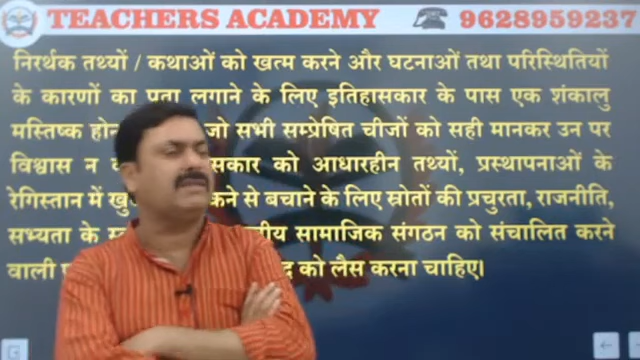 TEACHERS ACADEMY 9628959237
निरर्थक तथ्यों / कथाओं को खत्म करने और घटनाओं तथा परिस्थितियों
के कारणों का पता लगाने के लिए इतिहासकार के पास एक शंकालु
मस्तिष्क जो सभी सम्प्रेषित चीजों को सही मानकर उन पर
विश्वास न को आधारहीन तथ्यों, प्रस्थापनाओं के
रेगिस्तान में से बचाने के लिए स्रोतों की प्रचुरता, राजनीति,
सभ्यता के सामाजिक संगठन को संचालित करने
वाली को लैस करना चाहिए।